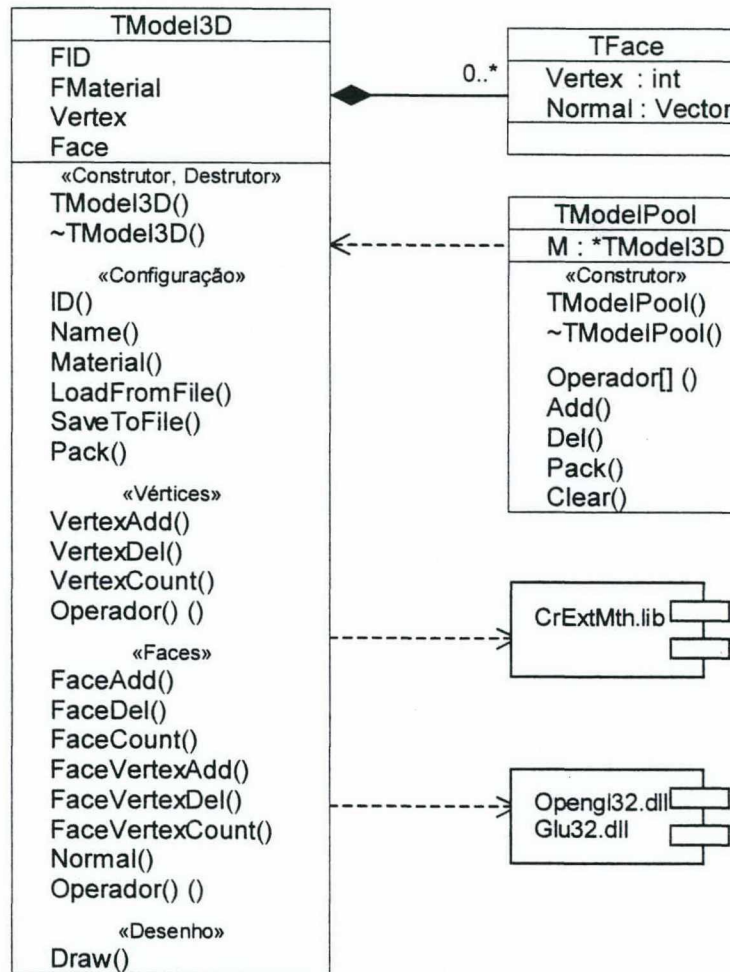 TModel3D
FID
FMaterial
Vertex
Face
«Construtor, Destrutor»
TModel3D()
~TModel3D()
«Configuração»
ID()
Name()
Material()
LoadFromFile()
SaveToFile()
Pack()
«Vértices»
VertexAdd()
VertexDel()
VertexCount()
Operador() ()
«Faces»
FaceAdd()
FaceDel()
FaceCount()
FaceVertexAdd()
FaceVertexDel()
FaceVertexCount()
Normal()
Operador() ()
«Desenho»
Draw()
0..*
TFace
Vertex : int
Normal : Vector
TModelPool
M : *TModel3D
«Construtor»
TModelPool()
~TModelPool()
Operador[] ()
Add()
Del()
Pack()
Clear()
CrExtMth.lib
Opengl32.dll
Glu32.dll